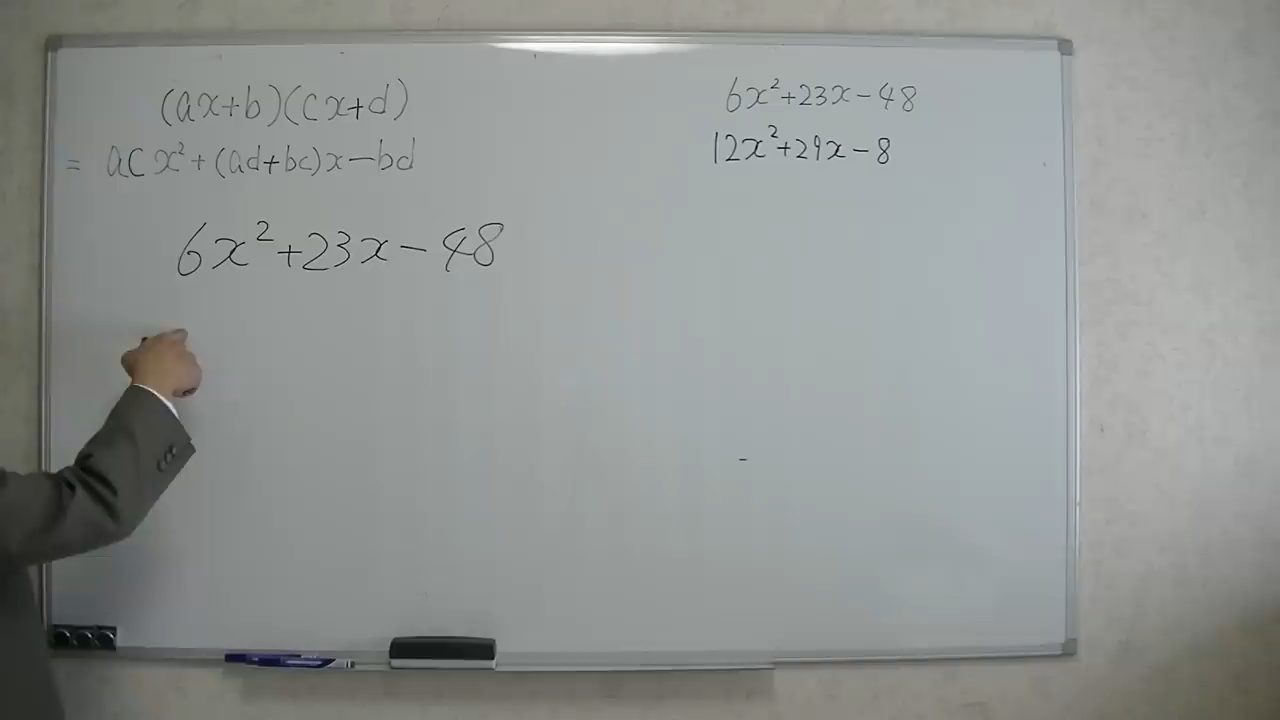 (ax+b)(cx+d)
= acx²+(ad+bc)x−bd
6x²+23x−48
6x²+23x−48
12x²+29x−8